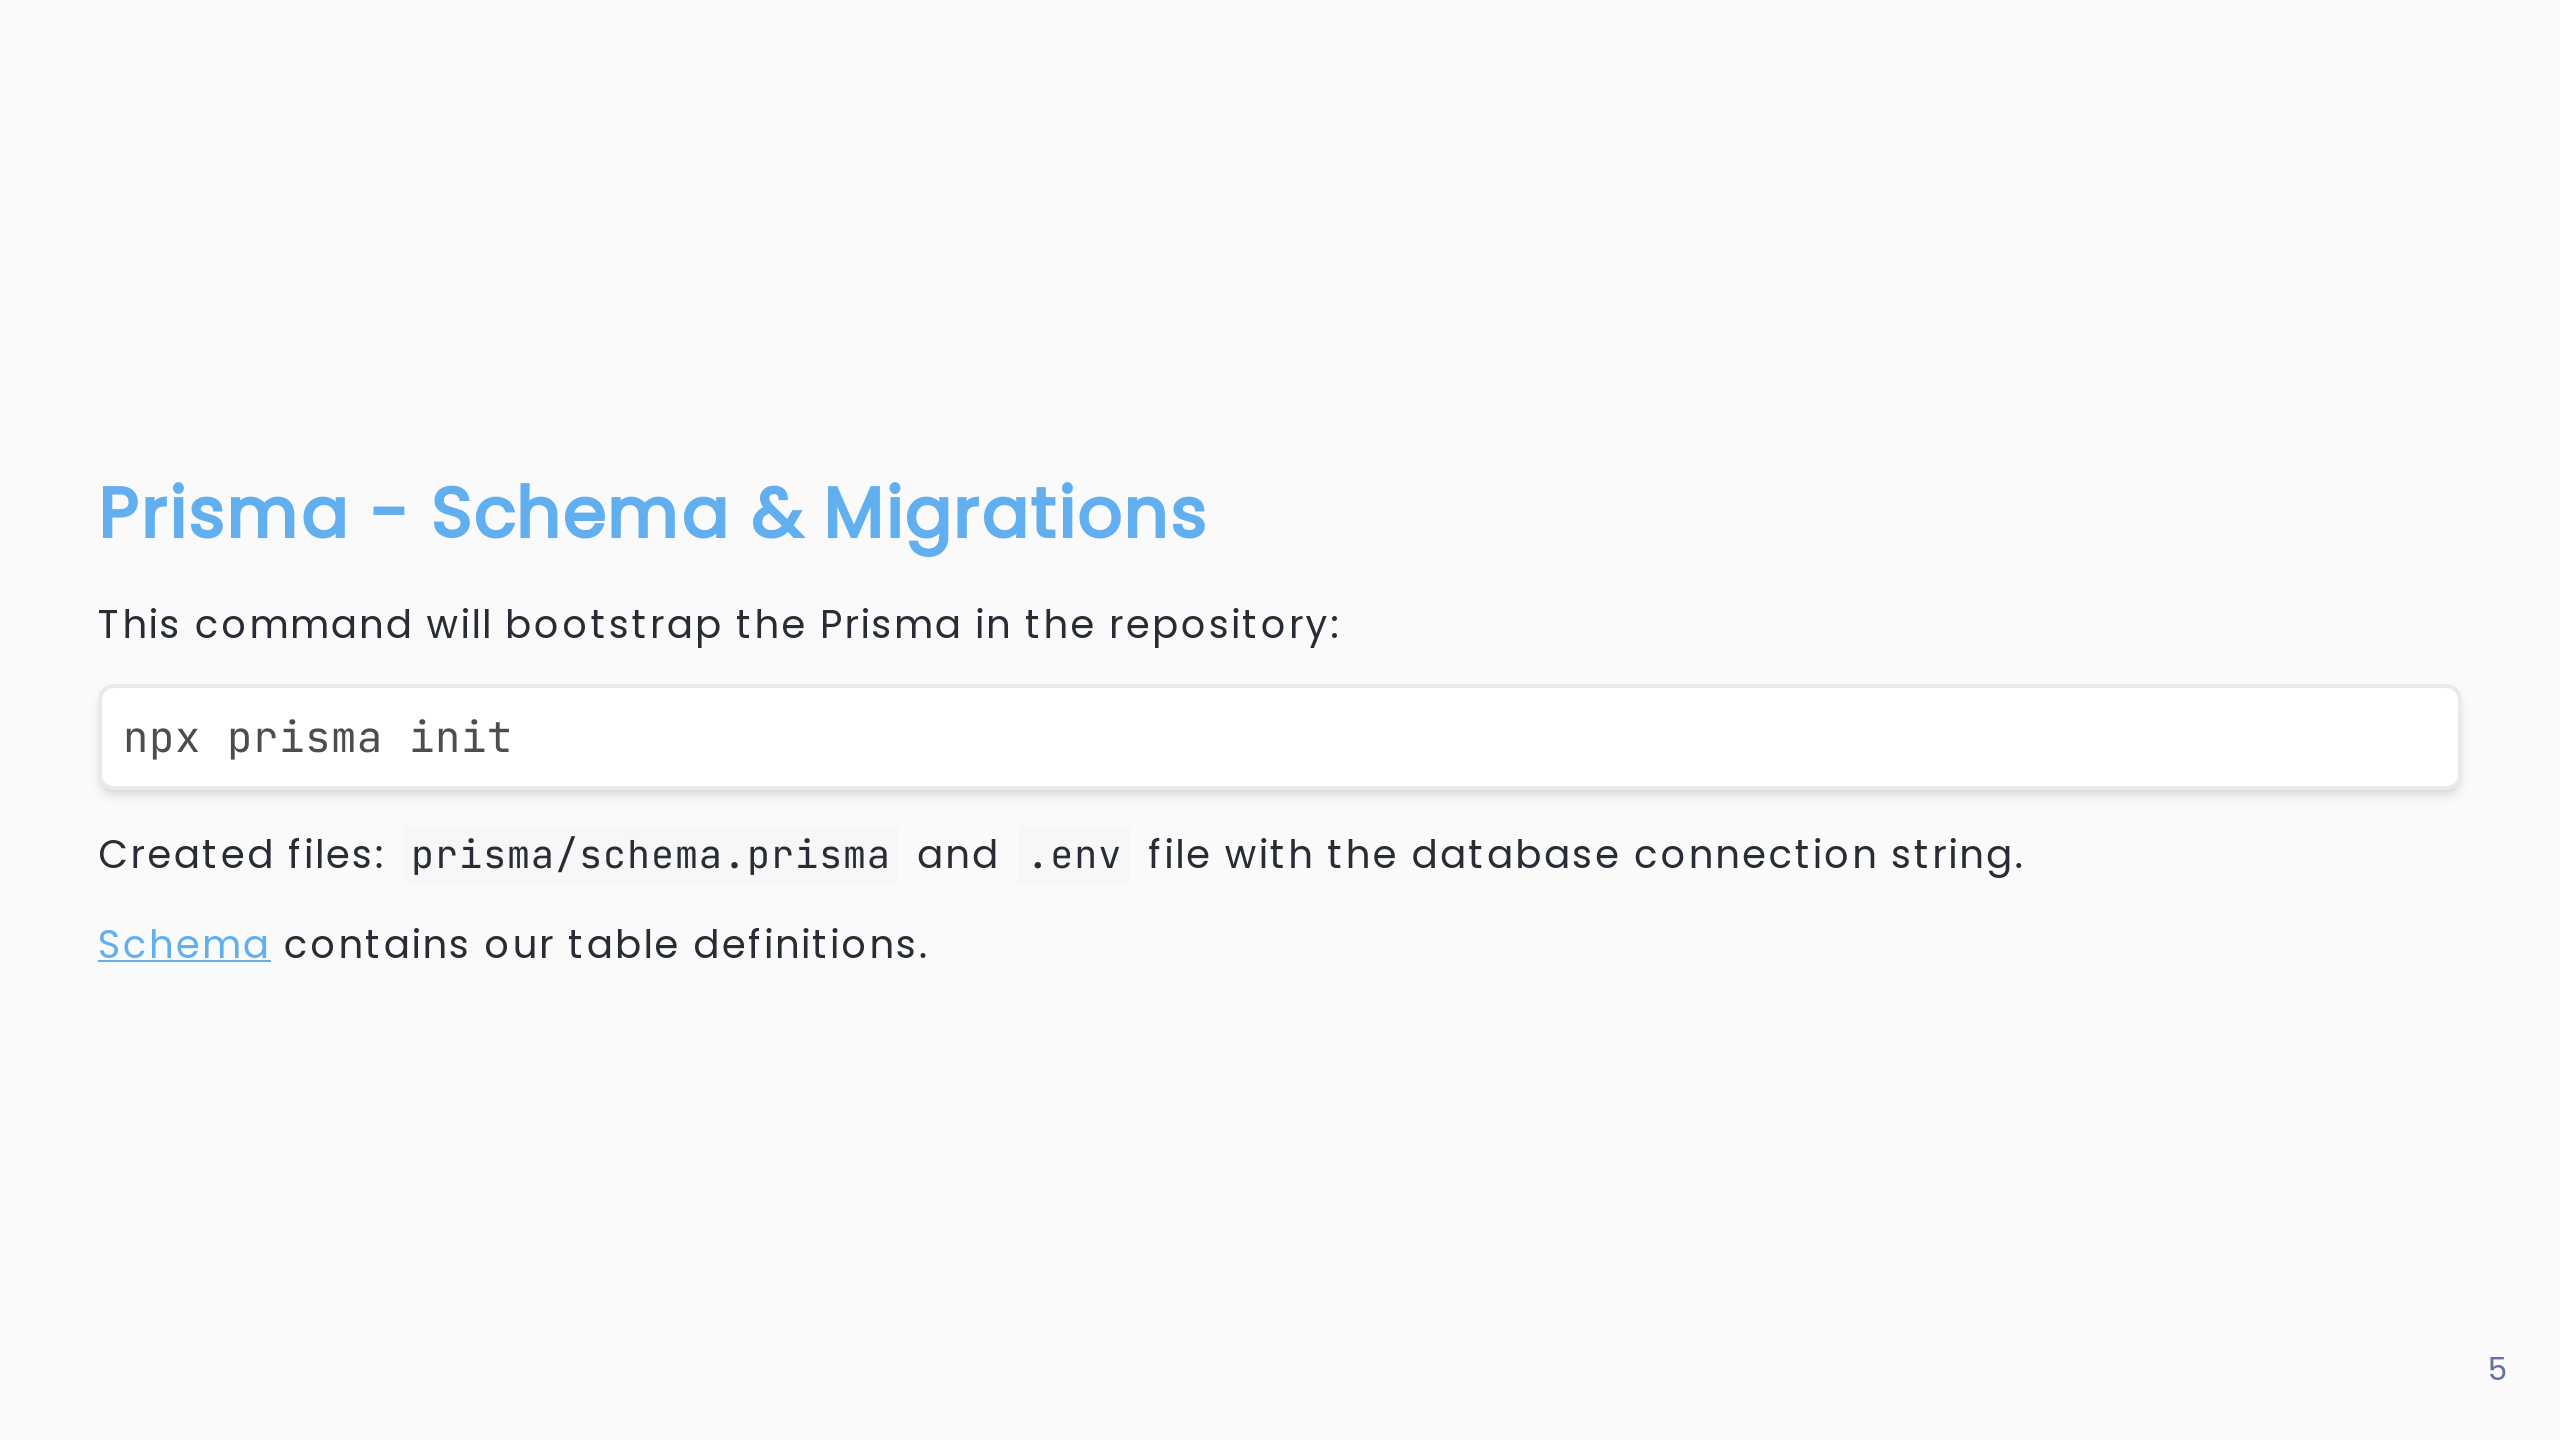 Prisma - Schema & Migrations
This command will bootstrap the Prisma in the repository:
npx prisma init
Created files: prisma/schema.prisma and .env file with the database connection string.
Schema contains our table definitions.
5